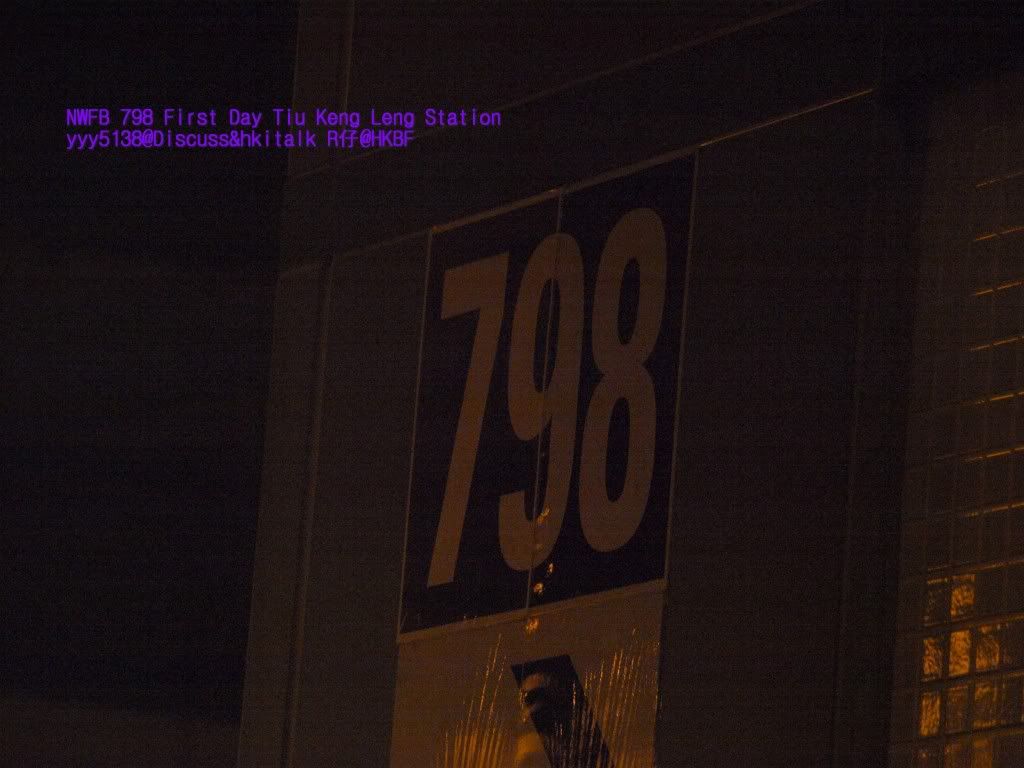 NWFB 798 First Day Tiu Keng Leng Station
yyy5138@Discuss&hkitalk R仔@HKBF
798